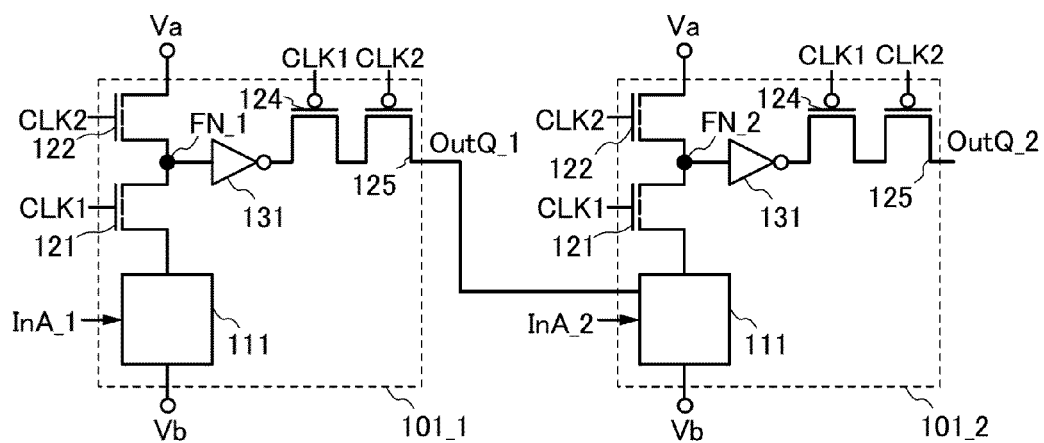 Va
Va
CLK1 CLK2
CLK1 CLK2
CLK2
122
FN_1
124
OutQ_1
125
131
CLK1
121
InA_1
111
Vb
101_1
CLK2
122
FN_2
124
OutQ_2
125
131
CLK1
121
InA_2
111
Vb
101_2